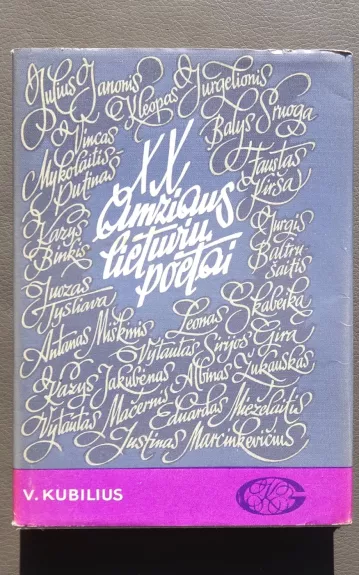 Julius Janonis
Kleopas Jurgelionis
Vincas
Mykolaitis
Putinas
Balys Sruoga
Faustas
Kirša
XX
Amžiaus
lietuvių
poetai
Kazys
Binkis
Jurgis
Baltru-
šaitis
Juozas
Tysliava
Leonas Skabeika
Antanas Miškinis
Vytautas Sirijos Gira
Kazys Jakubėnas
Albinas Žukauskas
Vytautas Mačernis
Eduardas Mieželaitis
Justinas Marcinkevičius
V. KUBILIUS